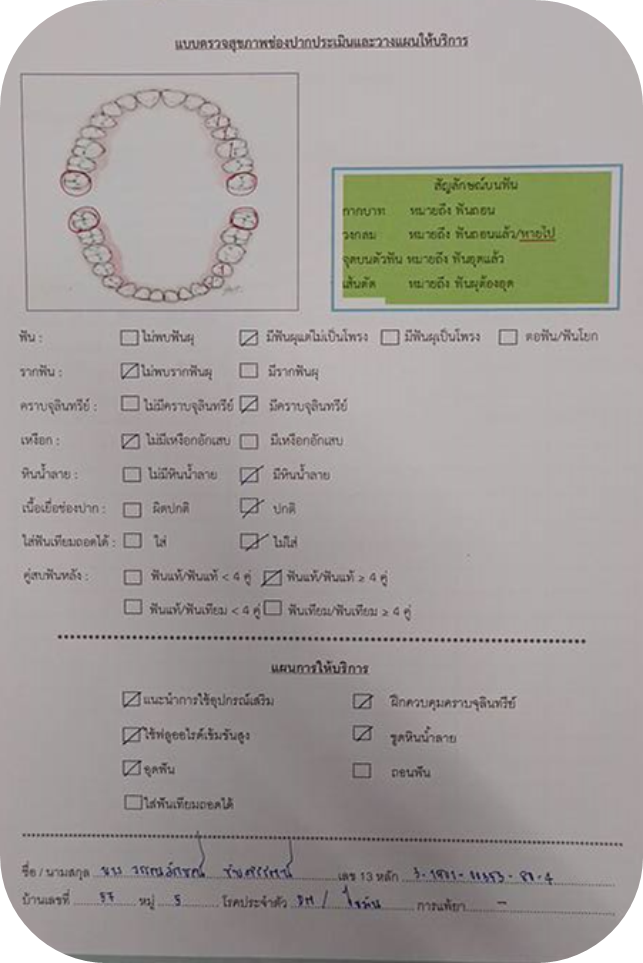 แบบตรวจสุขภาพช่องปากประเมินและวางแผนให้บริการ
สัญลักษณ์บนฟัน
กากบาท หมายถึง ฟันถอน
วงกลม หมายถึง ฟันถอนแล้ว/หายไป
จุดบนตัวฟัน หมายถึง ฟันอุดแล้ว
เส้นตัด หมายถึง ฟันผุต้องอุด
ฟัน : ไม่พบฟันผุ มีฟันผุแต่ไม่เป็นโพรง มีฟันผุเป็นโพรง ตอฟัน/ฟันโยก
รากฟัน : ไม่พบรากฟันผุ มีรากฟันผุ
คราบจุลินทรีย์ : ไม่มีคราบจุลินทรีย์ มีคราบจุลินทรีย์
เหงือก : ไม่มีเหงือกอักเสบ มีเหงือกอักเสบ
หินน้ำลาย : ไม่มีหินน้ำลาย มีหินน้ำลาย
เนื้อเยื่อช่องปาก : ผิดปกติ ปกติ
ใส่ฟันเทียมถอดได้ : ใส่ ไม่ใส่
คู่สบฟันหลัง : ฟันแท้/ฟันแท้ < 4 คู่ ฟันแท้/ฟันแท้ ≥ 4 คู่
ฟันแท้/ฟันเทียม < 4 คู่ ฟันเทียม/ฟันเทียม ≥ 4 คู่
แผนการให้บริการ
แนะนำการใช้อุปกรณ์เสริม ฝึกควบคุมคราบจุลินทรีย์
ใช้ฟลูออไรด์เข้มข้นสูง ขูดหินน้ำลาย
อุดฟัน ถอนฟัน
ใส่ฟันเทียมถอดได้
ชื่อ / นามสกุล นาง เลข 13 หลัก
บ้านเลขที่ 57 หมู่ 5 โรคประจำตัว DM / ไขมัน การแพ้ยา -